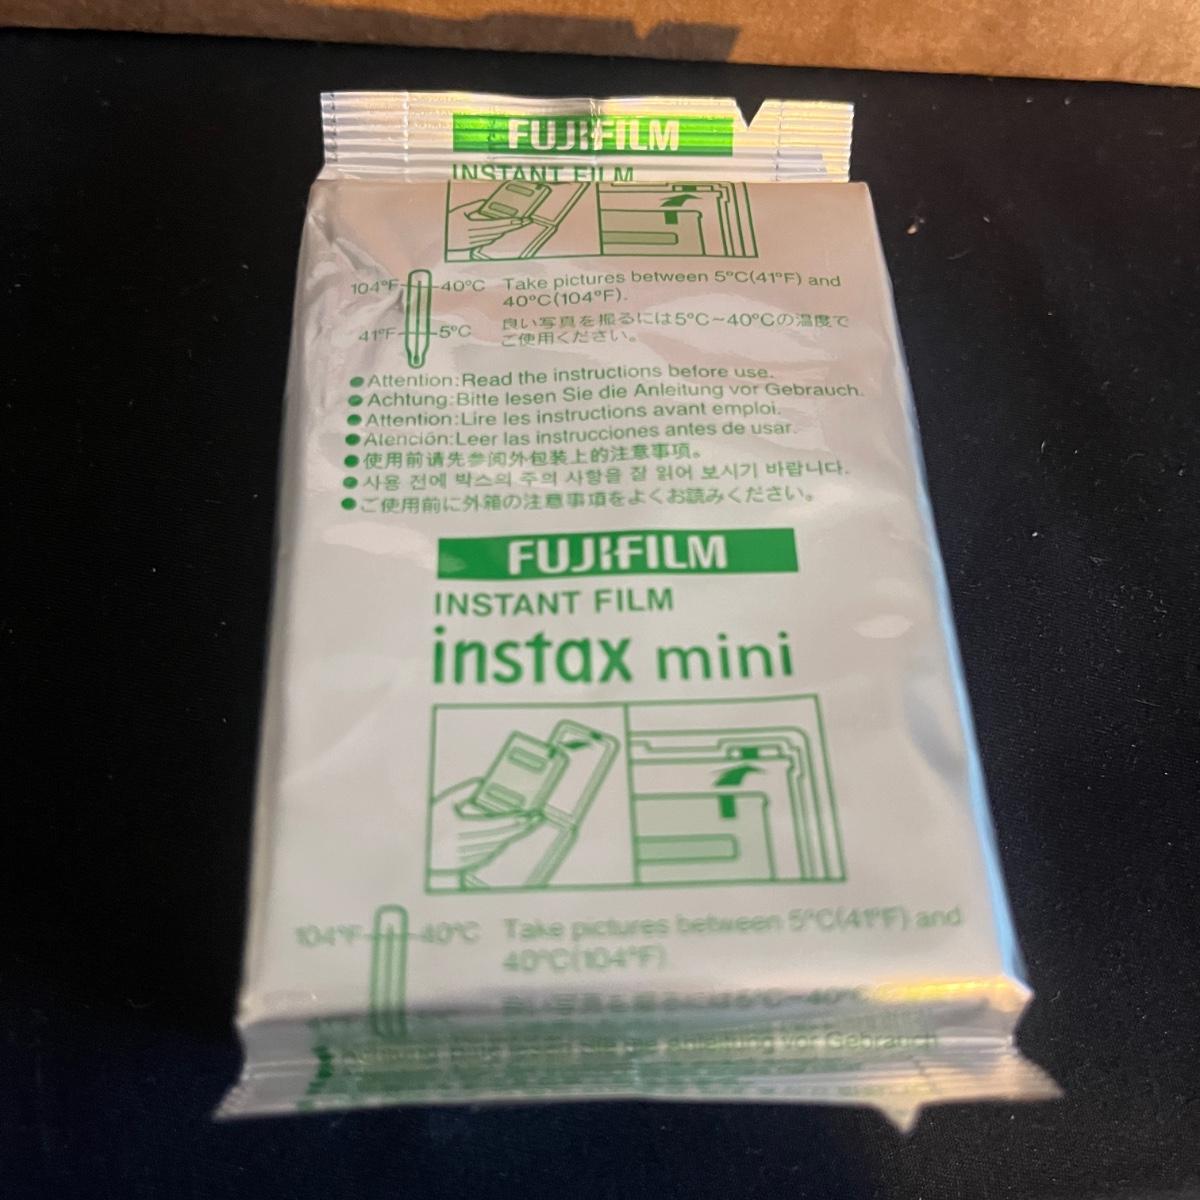 FUJIFILM
INSTANT FILM
104°F 40°C Take pictures between 5°C(41°F) and
40°C(104°F).
41°F 5°C 良い写真を撮るには5°C~40°Cの温度で
ご使用ください。
●Attention:Read the instructions before use.
●Achtung:Bitte lesen Sie die Anleitung vor Gebrauch.
●Attention:Lire les instructions avant emploi.
●Atención:Leer las instrucciones antes de usar.
●使用前请先参阅外包装上的注意事项。
●사용 전에 박스의 주의 사항을 잘 읽어 보시기 바랍니다.
●ご使用前に外箱の注意事項をよくお読みください。
FUJIFILM
INSTANT FILM
instax mini
104°F 40°C Take pictures between 5°C(41°F) and
40°C(104°F).
Anleitung vor Gebrauch.